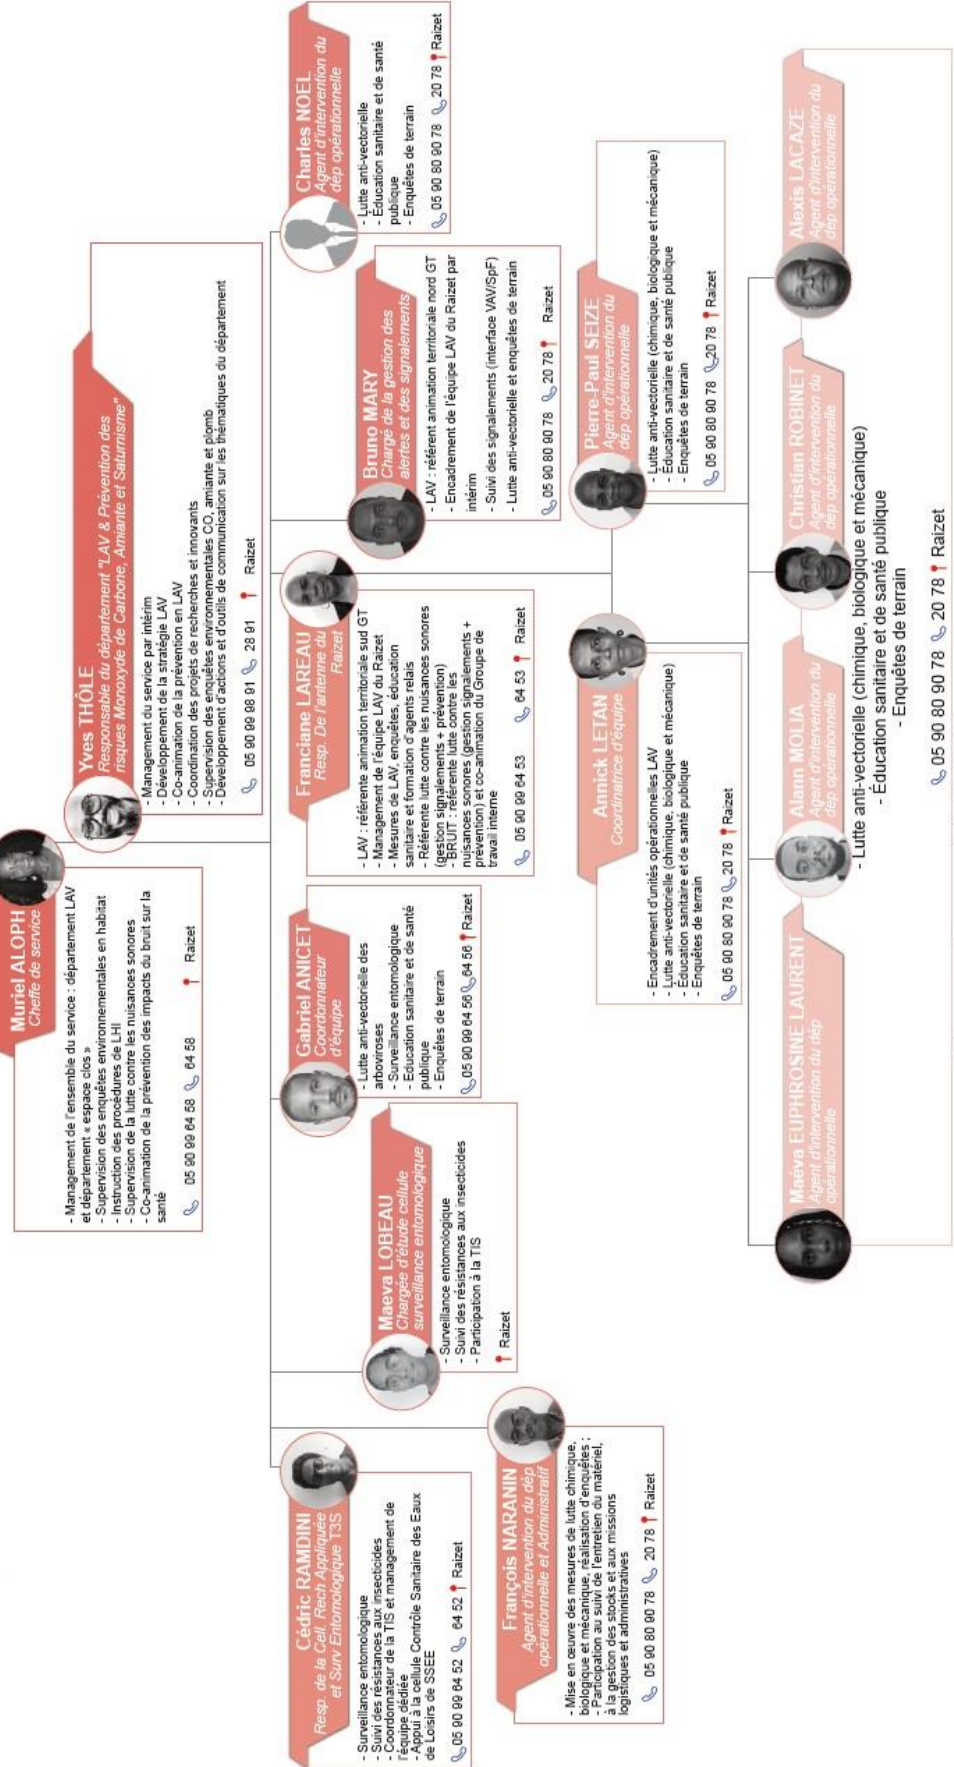 Muriel ALOPH
Cheffe de service
- Management de l'ensemble du service : département LAV
et département « espace clos »
- Supervision des enquêtes environnementales en habitat
- Instruction des procédures de LHI
- Supervision de la lutte contre les nuisances sonores
- Co-animation de la prévention des impacts du bruit sur la
santé
05 90 99 64 58 64 58 Raizet
Yves THÔLE
Responsable du département "LAV & Prévention des
risques Monoxyde de Carbone, Amiante et Saturnisme"
- Management du service par intérim
- Développement de la stratégie LAV
- Co-animation de la prévention en LAV
- Coordination des projets de recherches et innovants
- Supervision des enquêtes environnementales CO, amiante et plomb
- Développement d'actions et d'outils de communication sur les thématiques du département
05 90 99 98 91 28 91 Raizet
Cédric RAMDINI
Resp. de la Cell. Rech Appliquée
et Surv Entomologique T3S
- Surveillance entomologique
- Suivi des résistances aux insecticides
- Coordonnateur de la TIS et management de
l'équipe dédiée
- Appui à la cellule Contrôle Sanitaire des Eaux
de Loisirs de SSEE
05 90 99 64 52 64 52 Raizet
François NARANIN
Agent d'intervention du dép
opérationnelle et Administratif
- Mise en œuvre des mesures de lutte chimique,
biologique et mécanique, réalisation d'enquêtes ;
- Participation au suivi de l'entretien du matériel,
à la gestion des stocks et aux missions
logistiques et administratives
05 90 80 90 78 20 78 Raizet
Maeva LOBEAU
Chargée d'étude cellule
surveillance entomologique
- Surveillance entomologique
- Suivi des résistances aux insecticides
- Participation à la TIS
Raizet
Gabriel ANICET
Coordonnateur
d'équipe
- Lutte anti-vectorielle des
arboviroses
- Surveillance entomologique
- Education sanitaire et de santé
publique
- Enquêtes de terrain
05 90 99 64 56 64 56 Raizet
Franciane LAREAU
Resp. De l'antenne du
Raizet
- LAV : référente animation territoriale sud GT
- Management de l'équipe LAV du Raizet
- Mesures de LAV, enquêtes, éducation
sanitaire et formation d'agents relais
- Référente lutte contre les nuisances sonores
(gestion signalements + prévention)
- BRUIT : référente lutte contre les
nuisances sonores (gestion signalements +
prévention) et co-animation du Groupe de
travail interne
05 90 99 64 53 64 53 Raizet
Bruno MARY
Chargé de la gestion des
alertes et des signalements
- LAV : référent animation territoriale nord GT
- Encadrement de l'équipe LAV du Raizet par
intérim
- Suivi des signalements (interface VAV/SpF)
- Lutte anti-vectorielle et enquêtes de terrain
05 90 80 90 78 20 78 Raizet
Charles NOEL
Agent d'intervention du
dép opérationnelle
- Lutte anti-vectorielle
- Éducation sanitaire et de santé
publique
- Enquêtes de terrain
05 90 80 90 78 20 78 Raizet
Annick LETAN
Coordinatrice d'équipe
- Encadrement d'unités opérationnelles LAV
- Lutte anti-vectorielle (chimique, biologique et mécanique)
- Éducation sanitaire et de santé publique
- Enquêtes de terrain
05 90 80 90 78 20 78 Raizet
Pierre-Paul SEIZE
Agent d'intervention du
dép opérationnelle
- Lutte anti-vectorielle (chimique, biologique et mécanique)
- Éducation sanitaire et de santé publique
- Enquêtes de terrain
05 90 80 90 78 20 78 Raizet
Maéva EUPHROSINE LAURENT
Agent d'intervention du dép
opérationnelle
Alann MOLIA
Agent d'intervention du
dép opérationnelle
Christian ROBINET
Agent d'intervention du
dép opérationnelle
Alexis LACAZE
Agent d'intervention du
dép opérationnelle
- Lutte anti-vectorielle (chimique, biologique et mécanique)
- Éducation sanitaire et de santé publique
- Enquêtes de terrain
05 90 80 90 78 20 78 Raizet